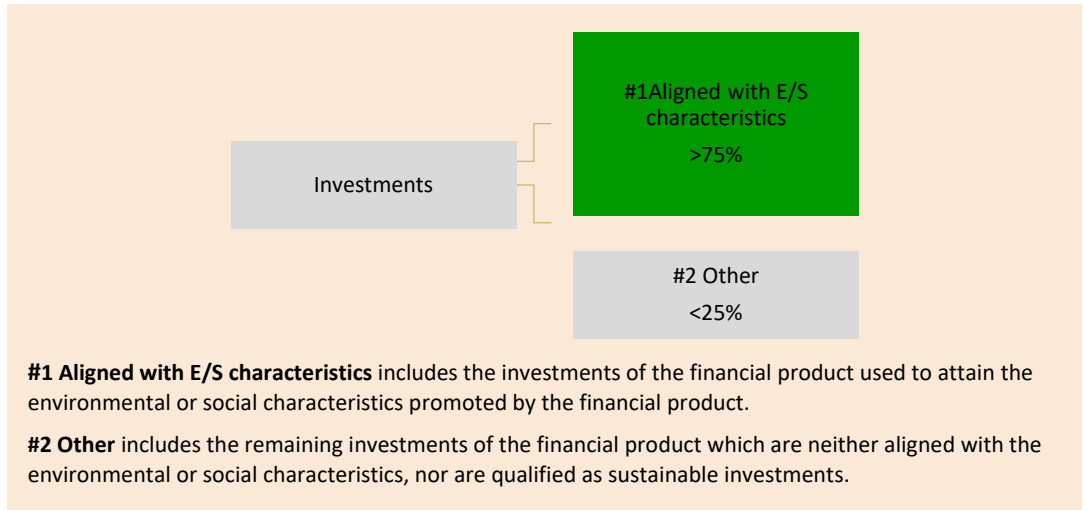 #1Aligned with E/S
characteristics
>75%
Investments
#2 Other
<25%
#1 Aligned with E/S characteristics includes the investments of the financial product used to attain the
environmental or social characteristics promoted by the financial product.
#2 Other includes the remaining investments of the financial product which are neither aligned with the
environmental or social characteristics, nor are qualified as sustainable investments.